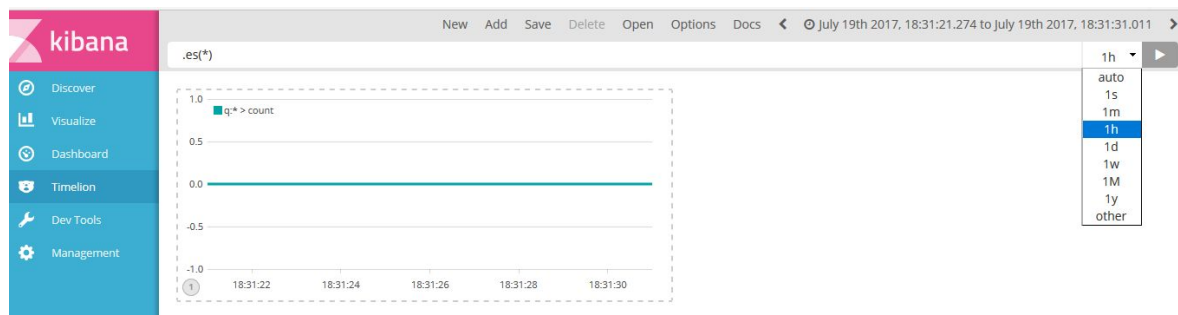 kibana
New Add Save Delete Open Options Docs July 19th 2017, 18:31:21.274 to July 19th 2017, 18:31:31.011
.es(*)
1h
auto
1s
1m
1h
1d
1w
1M
1y
other
Discover
Visualize
Dashboard
Timelion
Dev Tools
Management
q:* > count
1.0
0.5
0.0
-0.5
-1.0
1
18:31:22 18:31:24 18:31:26 18:31:28 18:31:30